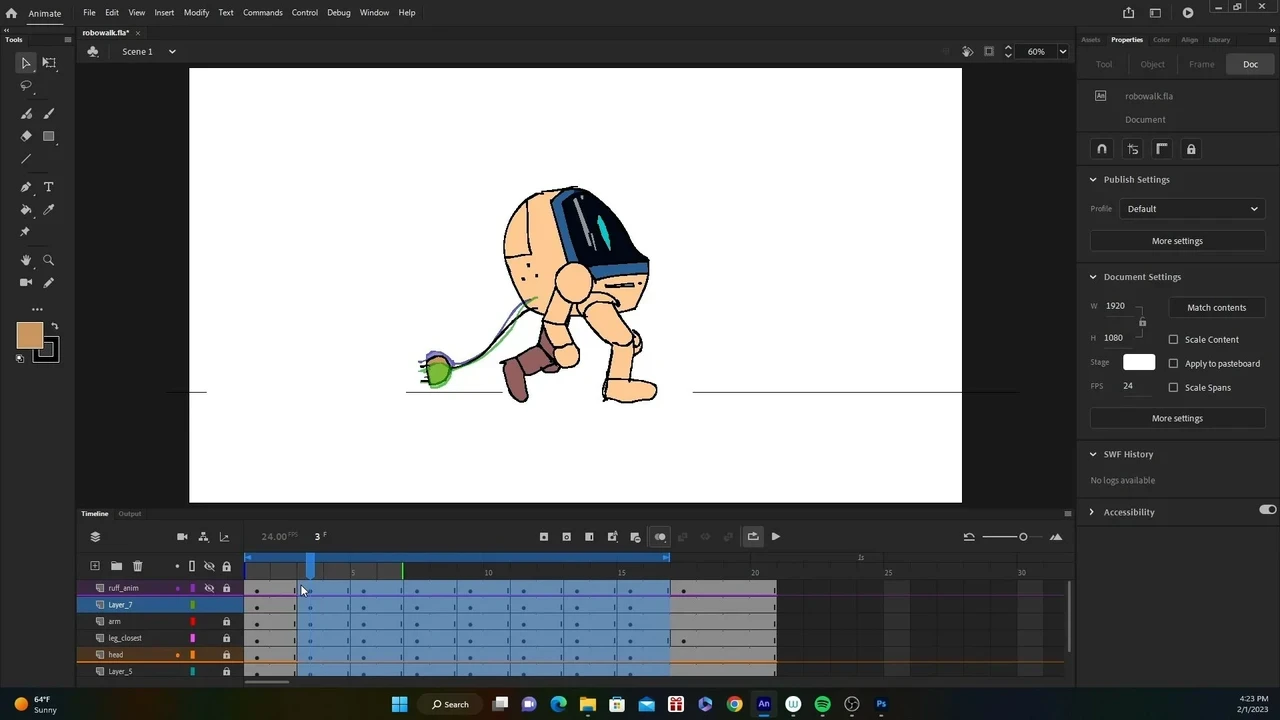 Animate
File Edit View Insert Modify Text Commands Control Debug Window Help
robowalk.fla*
Tools
Scene 1
60%
Assets Properties Color Align Library
Tool Object Frame Doc
An robowalk.fla
Document
Publish Settings
Profile Default
More settings
Document Settings
W 1920 Match contents
H 1080 Scale Content
Stage Apply to pasteboard
FPS 24 Scale Spans
More settings
SWF History
No logs available
Accessibility
Timeline Output
24.00 FPS 3 F
1s
5 10 15 20 25 30
ruff_anim
Layer_7
arm
leg_closest
head
Layer_5
64°F
Sunny
Search
An
Ps
4:23 PM
2/1/2023